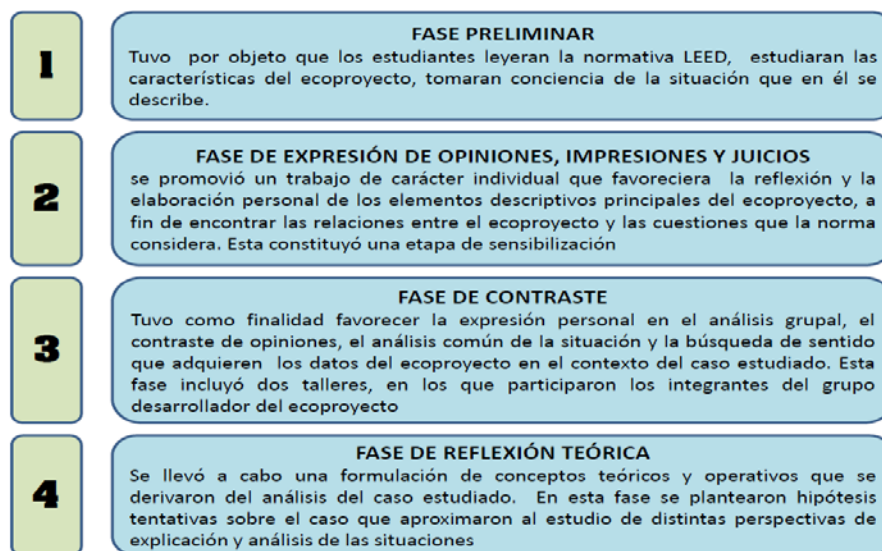 1
FASE PRELIMINAR
Tuvo por objeto que los estudiantes leyeran la normativa LEED, estudiaran las
características del ecoproyecto, tomaran conciencia de la situación que en él se
describe.
2
FASE DE EXPRESIÓN DE OPINIONES, IMPRESIONES Y JUICIOS
se promovió un trabajo de carácter individual que favoreciera la reflexión y la
elaboración personal de los elementos descriptivos principales del ecoproyecto, a
fin de encontrar las relaciones entre el ecoproyecto y las cuestiones que la norma
considera. Esta constituyó una etapa de sensibilización
3
FASE DE CONTRASTE
Tuvo como finalidad favorecer la expresión personal en el análisis grupal, el
contraste de opiniones, el análisis común de la situación y la búsqueda de sentido
que adquieren los datos del ecoproyecto en el contexto del caso estudiado. Esta
fase incluyó dos talleres, en los que participaron los integrantes del grupo
desarrollador del ecoproyecto
4
FASE DE REFLEXIÓN TEÓRICA
Se llevó a cabo una formulación de conceptos teóricos y operativos que se
derivaron del análisis del caso estudiado. En esta fase se plantearon hipótesis
tentativas sobre el caso que aproximaron al estudio de distintas perspectivas de
explicación y análisis de las situaciones